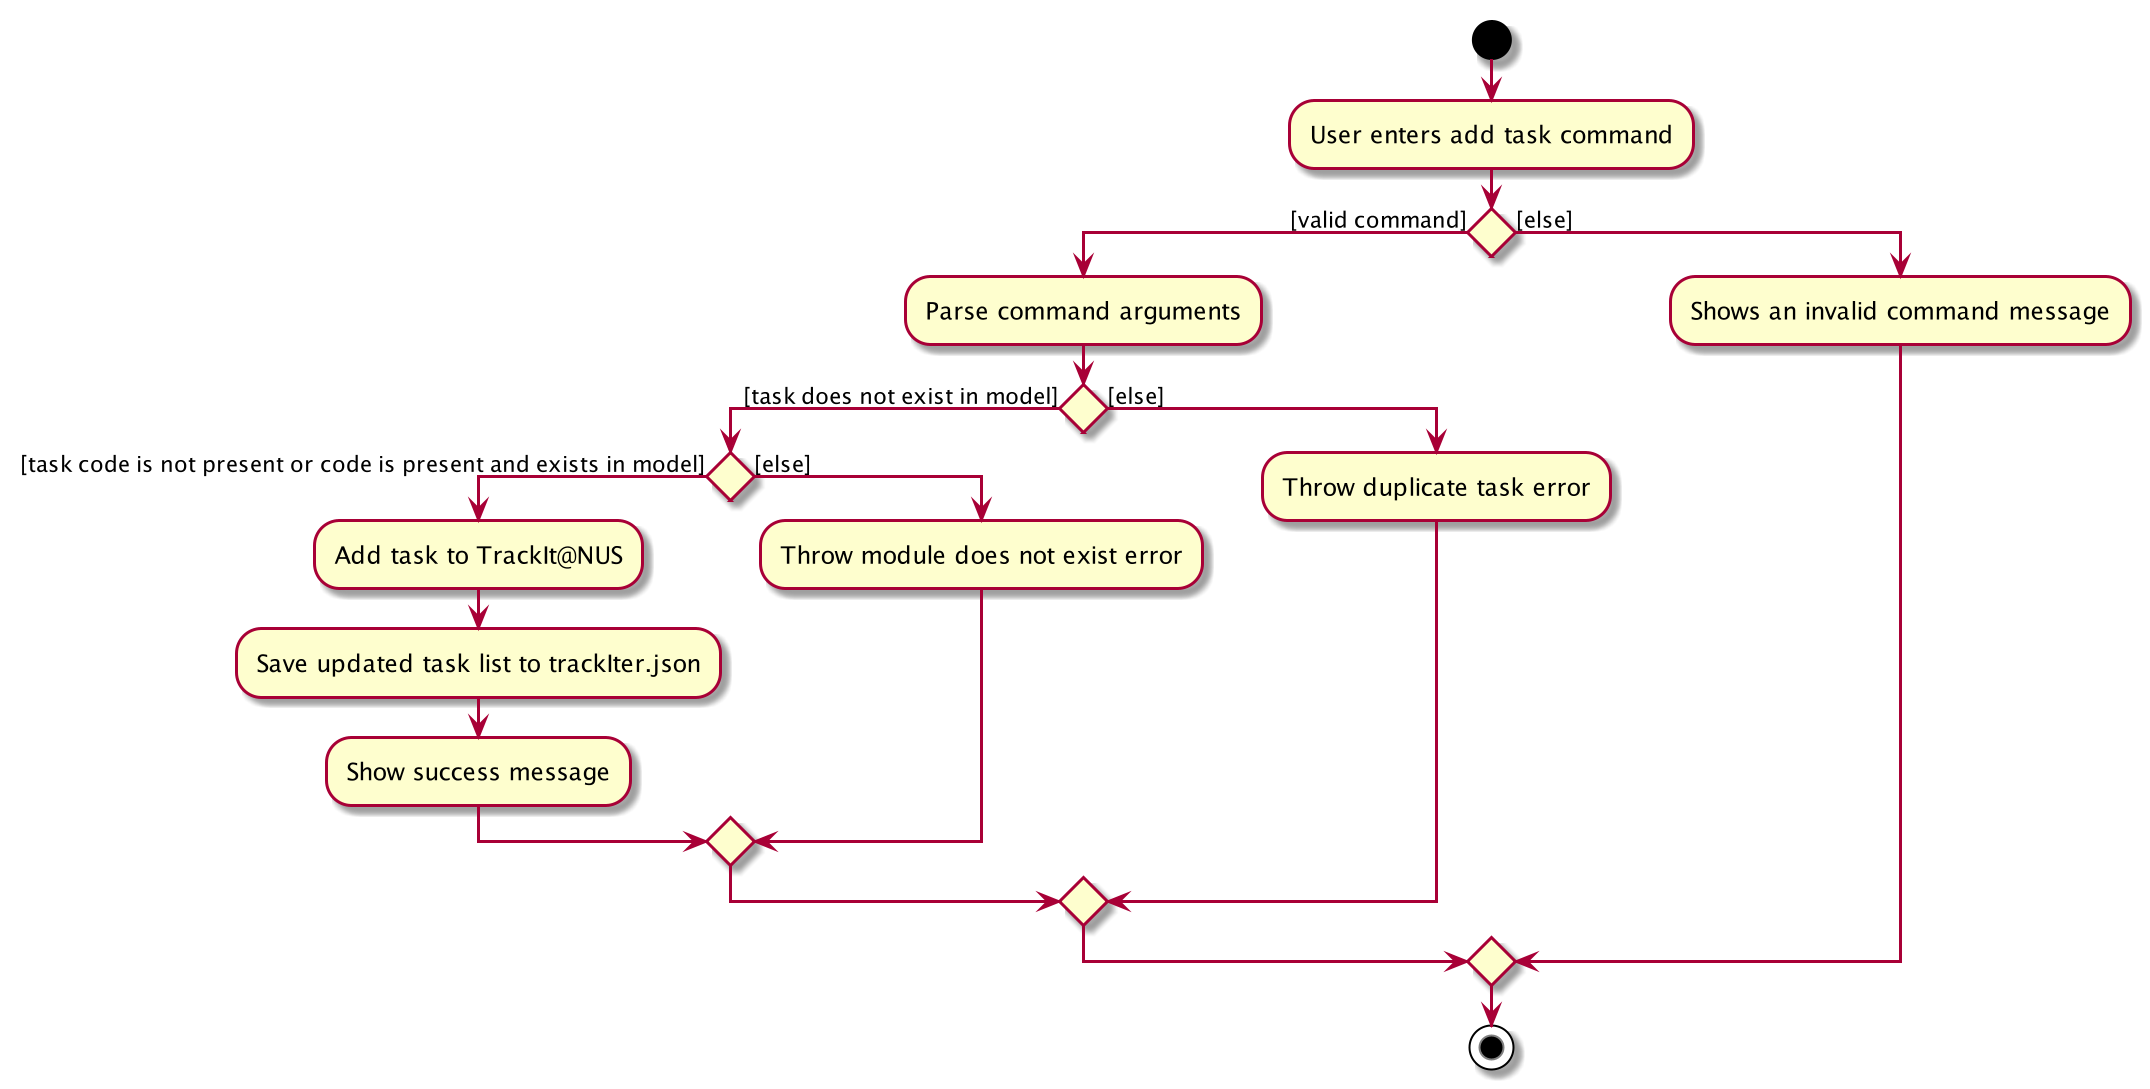 User enters add task command
[valid command]
[else]
Parse command arguments
Shows an invalid command message
[task does not exist in model]
[else]
[task code is not present or code is present and exists in model]
[else]
Throw duplicate task error
Add task to TrackIt@NUS
Throw module does not exist error
Save updated task list to trackIter.json
Show success message